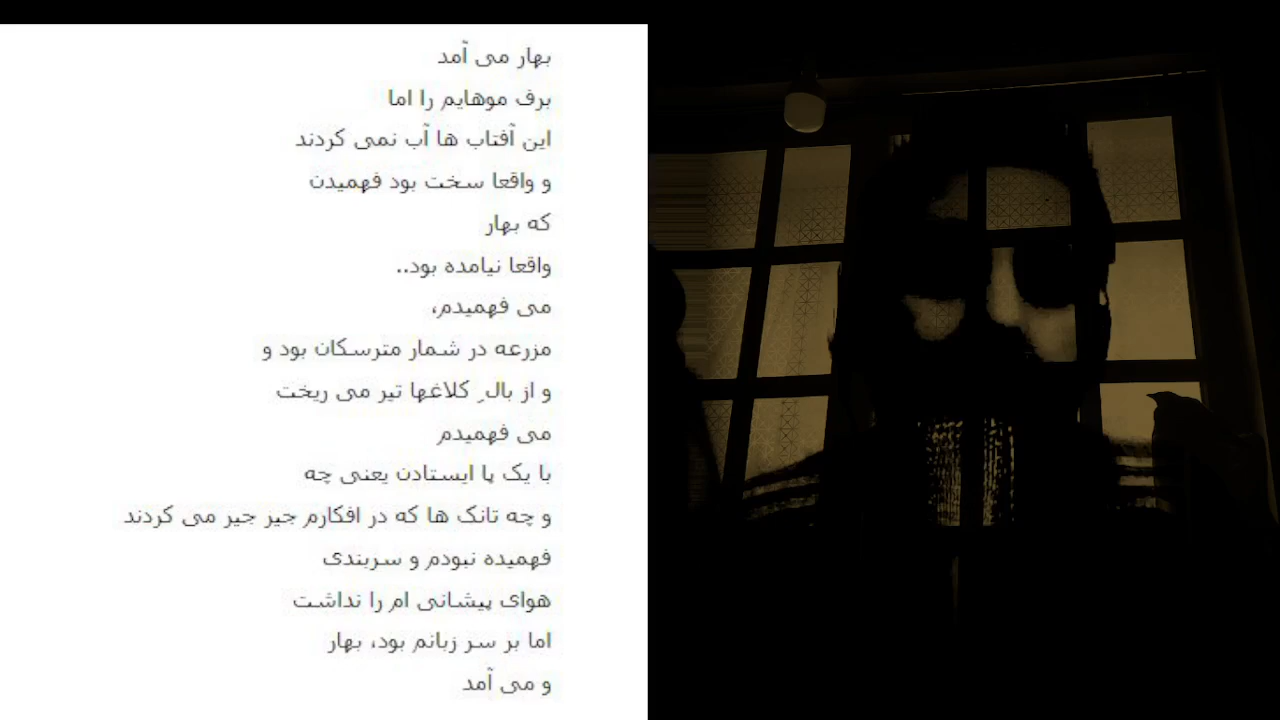 بهار می آمد
برف موهایم را اما
این آفتاب ها آب نمی کردند
و واقعا سخت بود فهمیدن
که بهار
واقعا نیامده بود..
می فهمیدم،
مزرعه در شمار مترسکان بود و
و از بالِ کلاغها تیر می ریخت
می فهمیدم
با یک پا ایستادن یعنی چه
و چه تانک ها که در افکارم جیز جیر می کردند
فهمیده نبودم و سربندی
هوای پیشانی ام را نداشت
اما بر سر زبانم بود، بهار
و می آمد